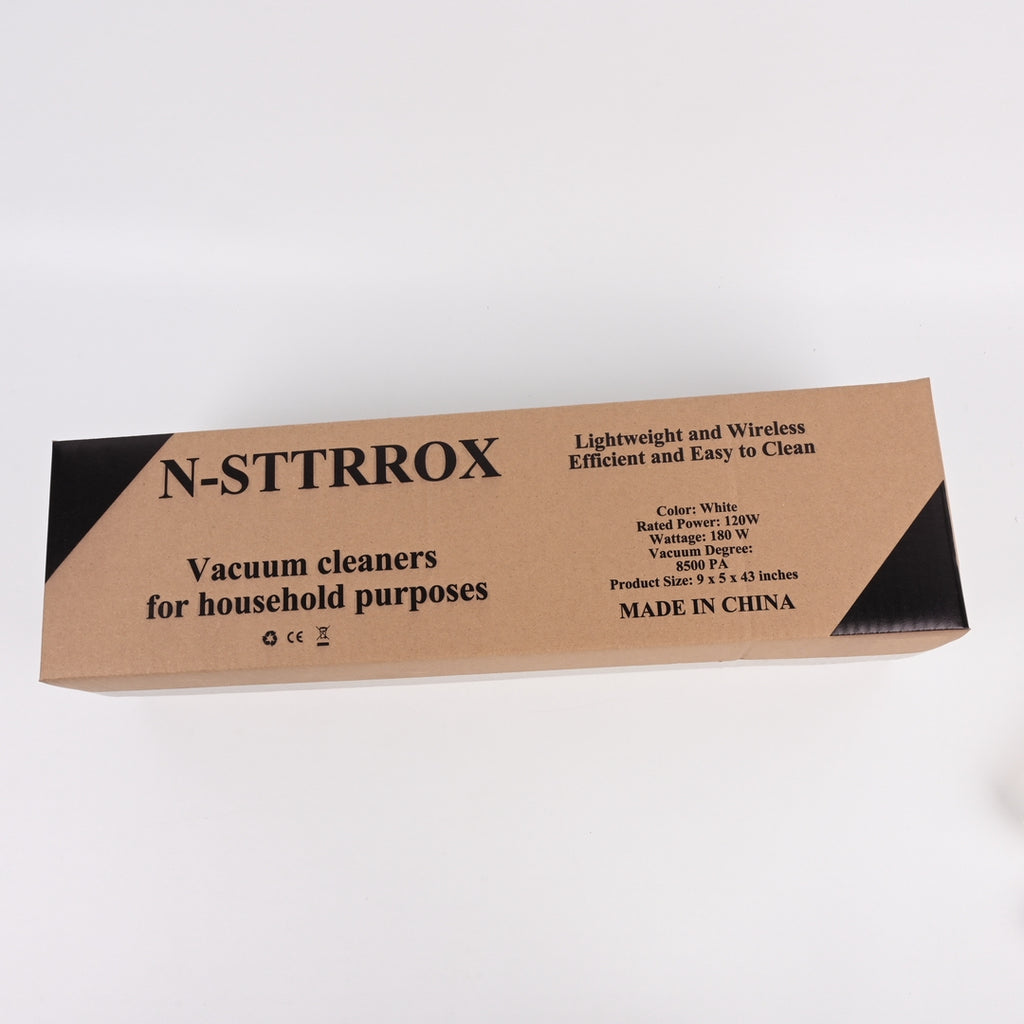 N-STTRROX
Vacuum cleaners
for household purposes
CE
Lightweight and Wireless
Efficient and Easy to Clean
Color: White
Rated Power: 120W
Wattage: 180 W
Vacuum Degree:
8500 PA
Product Size: 9 x 5 x 43 inches
MADE IN CHINA